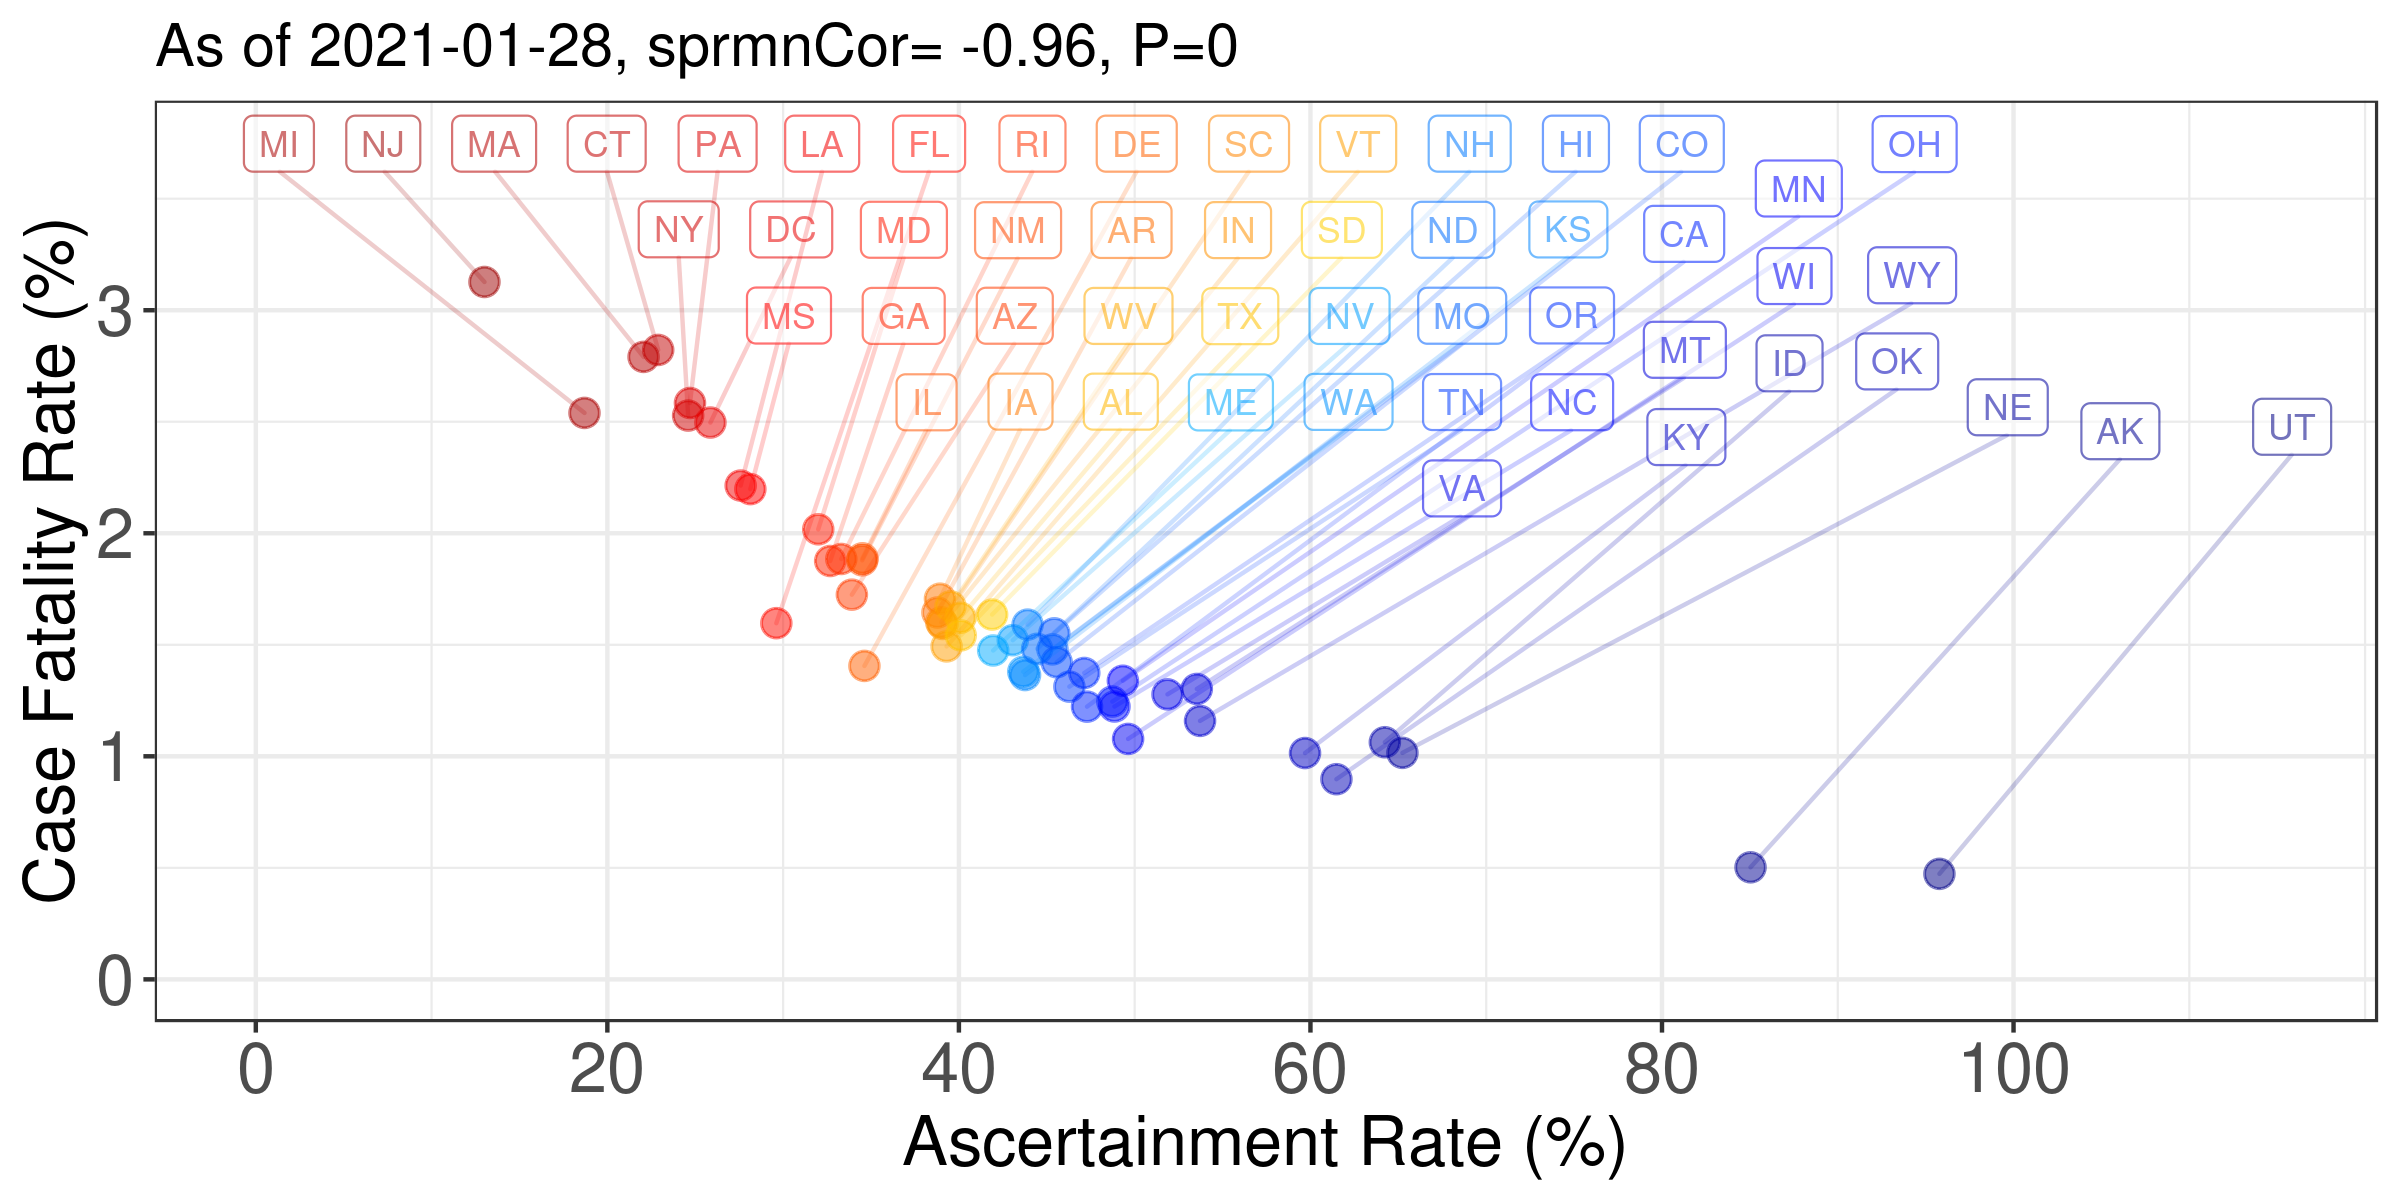 As of 2021-01-28, sprmnCor= -0.96, P=0
MI NJ MA CT PA LA FL RI DE SC VT NH HI CO OH
MN
NY DC MD NM AR IN SD ND KS CA
WI WY
MS GA AZ WV TX NV MO OR
MT ID OK
IL IA AL ME WA TN NC NE
KY AK UT
VA
Case Fatality Rate (%)
3
2
1
0
0 20 40 60 80 100
Ascertainment Rate (%)